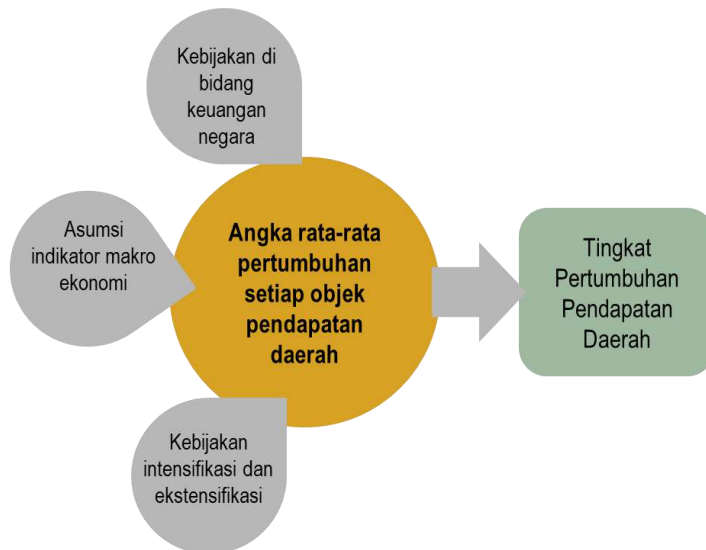 Kebijakan di
bidang
keuangan
negara
Asumsi
indikator makro
ekonomi
Angka rata-rata
pertumbuhan
setiap objek
pendapatan
daerah
Tingkat
Pertumbuhan
Pendapatan
Daerah
Kebijakan
intensifikasi dan
ekstensifikasi